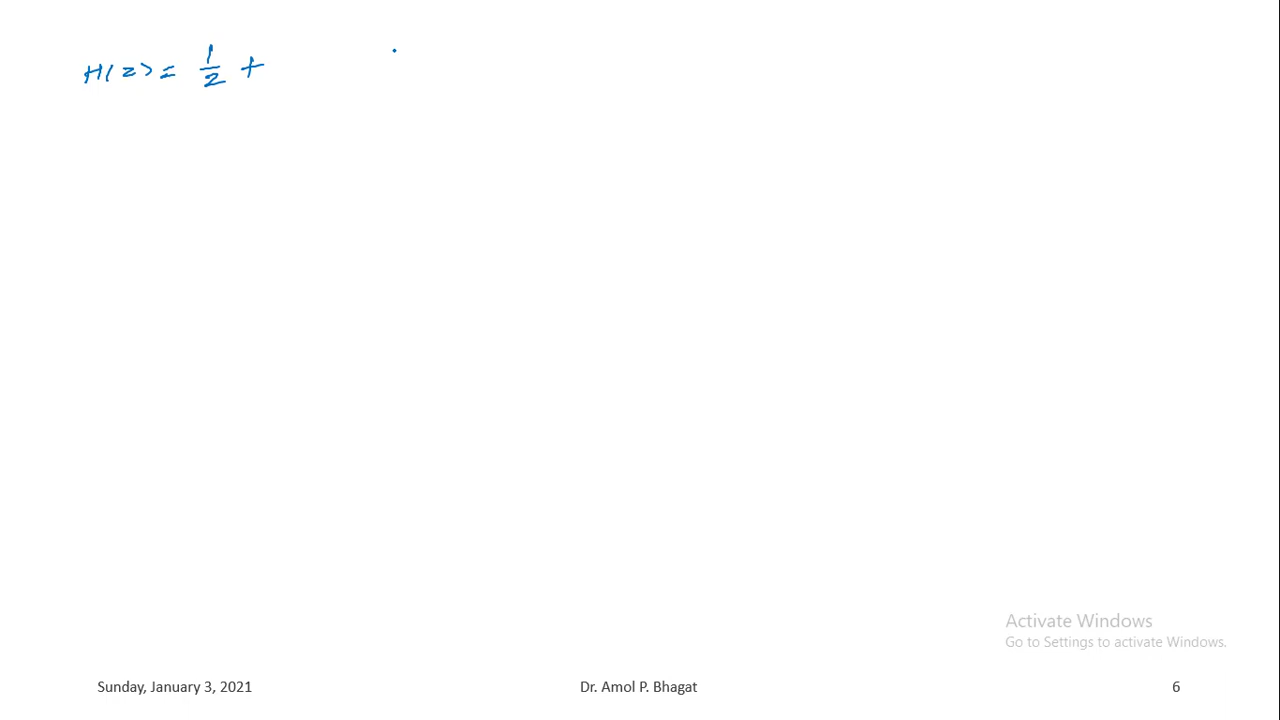 H(z) = 1/2 +
Activate Windows
Go to Settings to activate Windows.
Sunday, January 3, 2021
Dr. Amol P. Bhagat
6